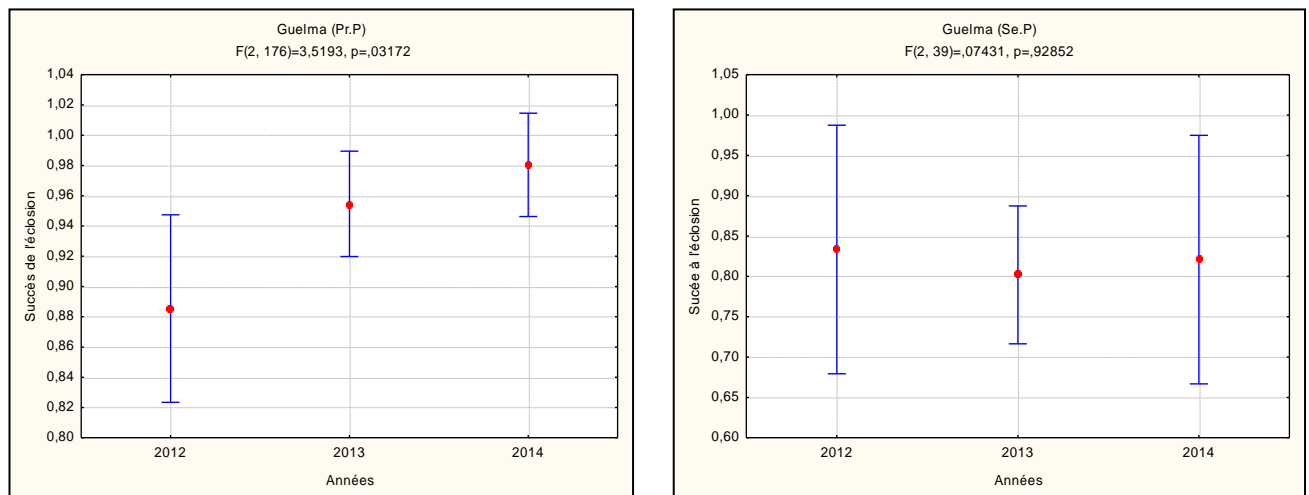 Guelma (Pr.P)
F(2, 176)=3,5193, p=,03172
1,04
1,02
1,00
0,98
0,96
0,94
0,92
0,90
0,88
0,86
0,84
0,82
0,80
Succès de l'éclosion
2012 2013 2014
Années
Guelma (Se.P)
F(2, 39)=,07431, p=,92852
1,05
1,00
0,95
0,90
0,85
0,80
0,75
0,70
0,65
0,60
Sucée à l'éclosion
2012 2013 2014
Années